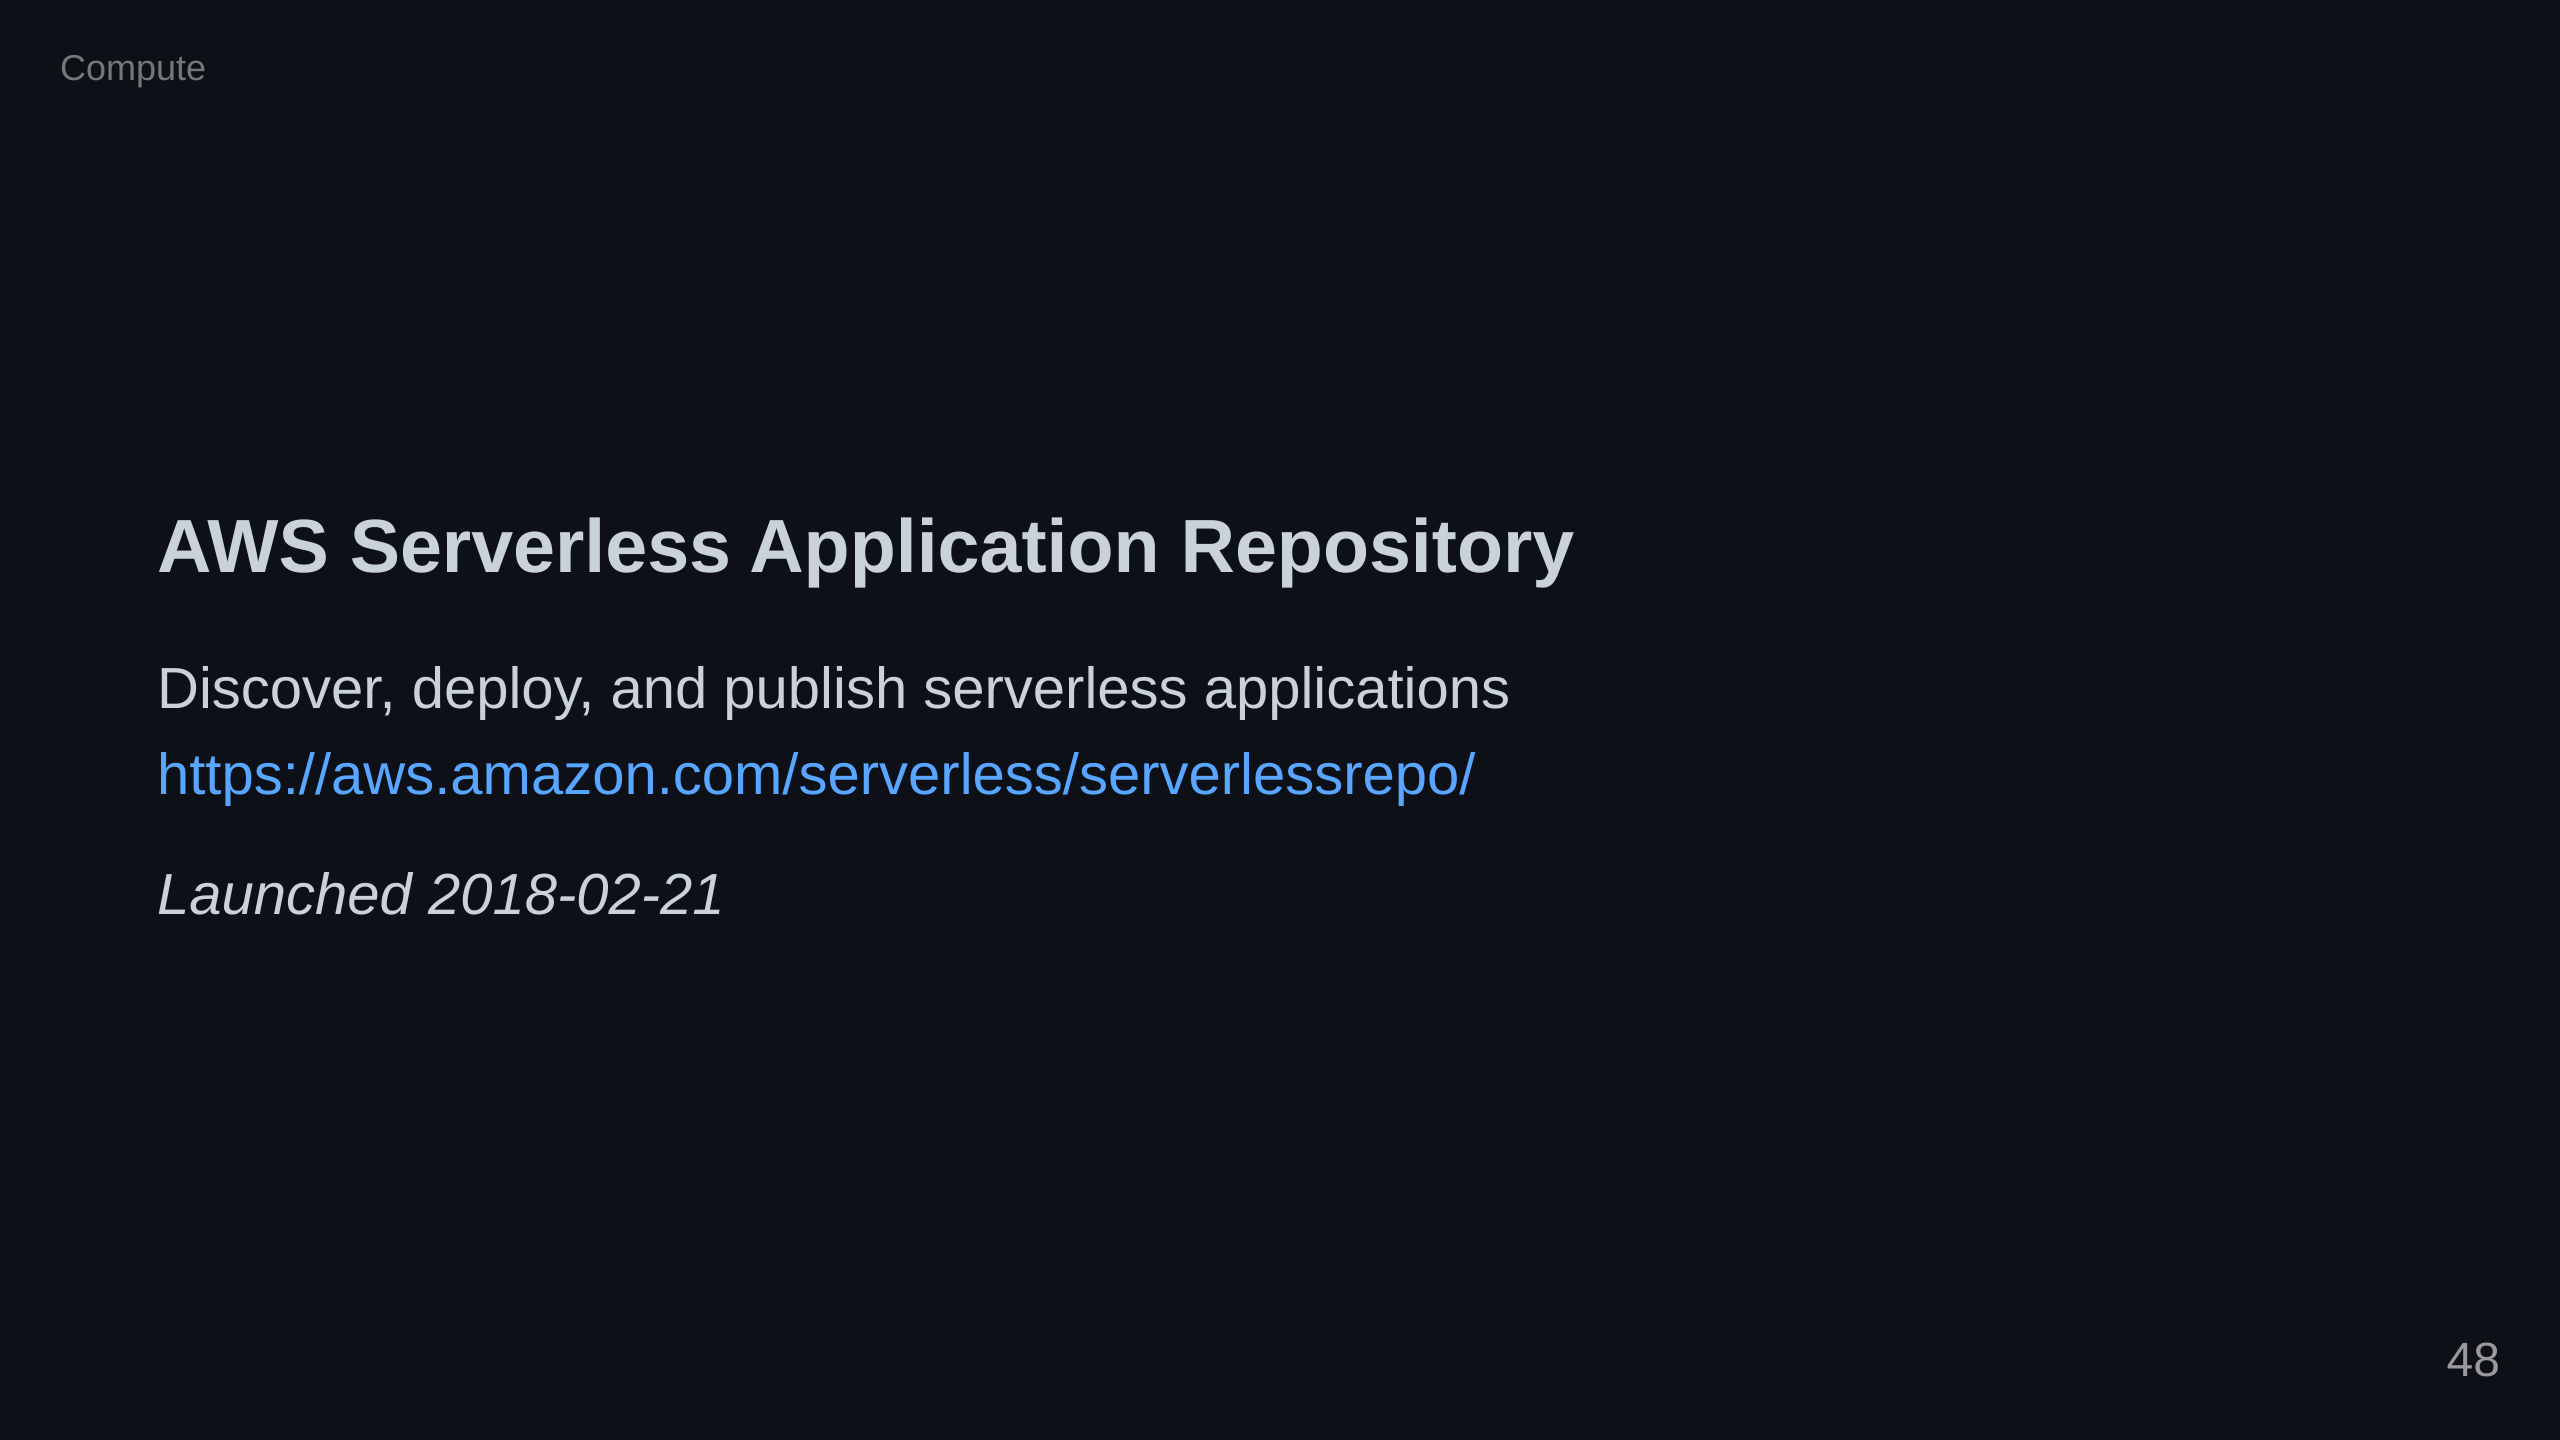 Compute
AWS Serverless Application Repository
Discover, deploy, and publish serverless applications
https://aws.amazon.com/serverless/serverlessrepo/
Launched 2018-02-21
48